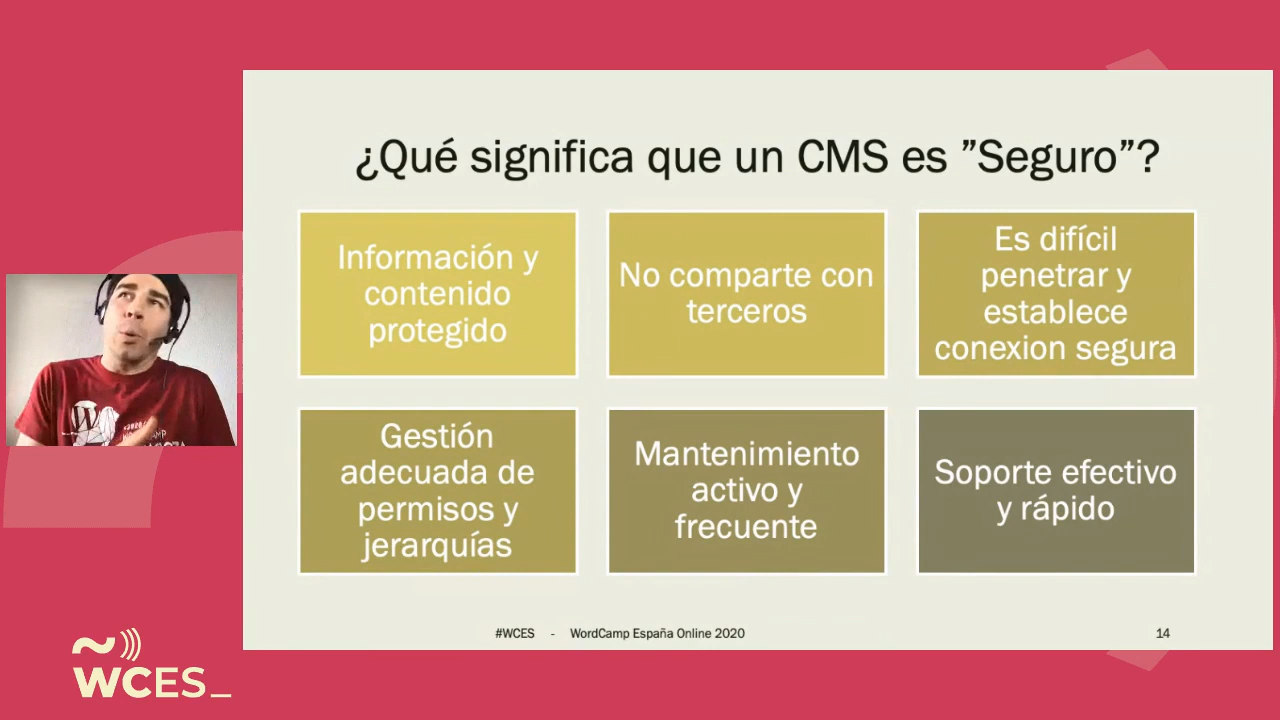 ¿Qué significa que un CMS es ”Seguro”?
Información y
contenido
protegido
No comparte con
terceros
Es difícil
penetrar y
establece
conexion segura
Gestión
adecuada de
permisos y
jerarquías
Mantenimiento
activo y
frecuente
Soporte efectivo
y rápido
#WCES - WordCamp España Online 2020
14
W
WCES_